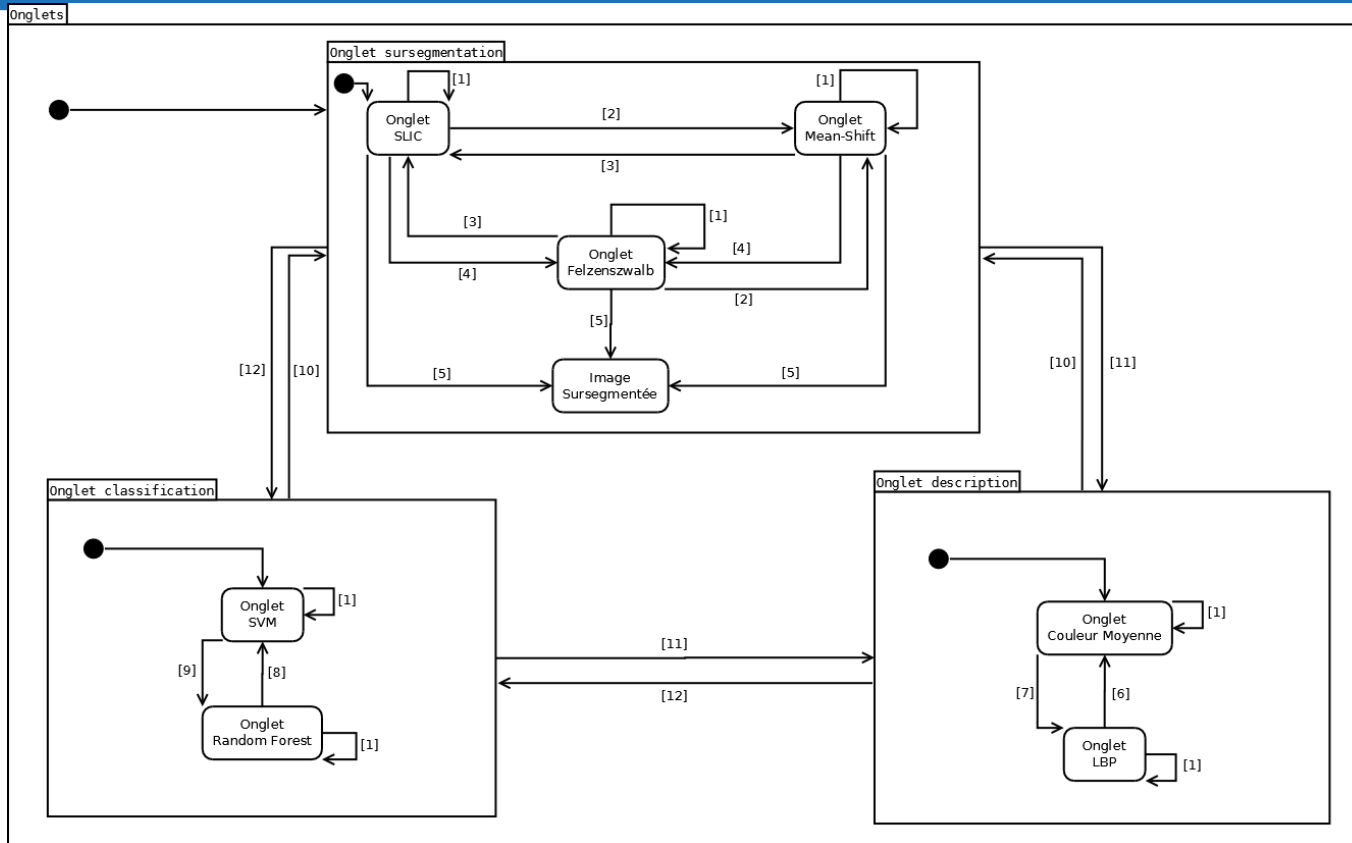 Onglets
Onglet sursegmentation
[1]
[1]
Onglet
SLIC
[2]
Onglet
Mean-Shift
[3]
[3]
[1]
Onglet
Felzenszwalb
[4]
[4]
[2]
[5]
[5]
Image
Sursegmentée
[5]
[12]
[10]
[10]
[11]
Onglet classification
Onglet
SVM
[1]
[9]
[8]
Onglet
Random Forest
[1]
[11]
[12]
Onglet description
Onglet
Couleur Moyenne
[1]
[7]
[6]
Onglet
LBP
[1]